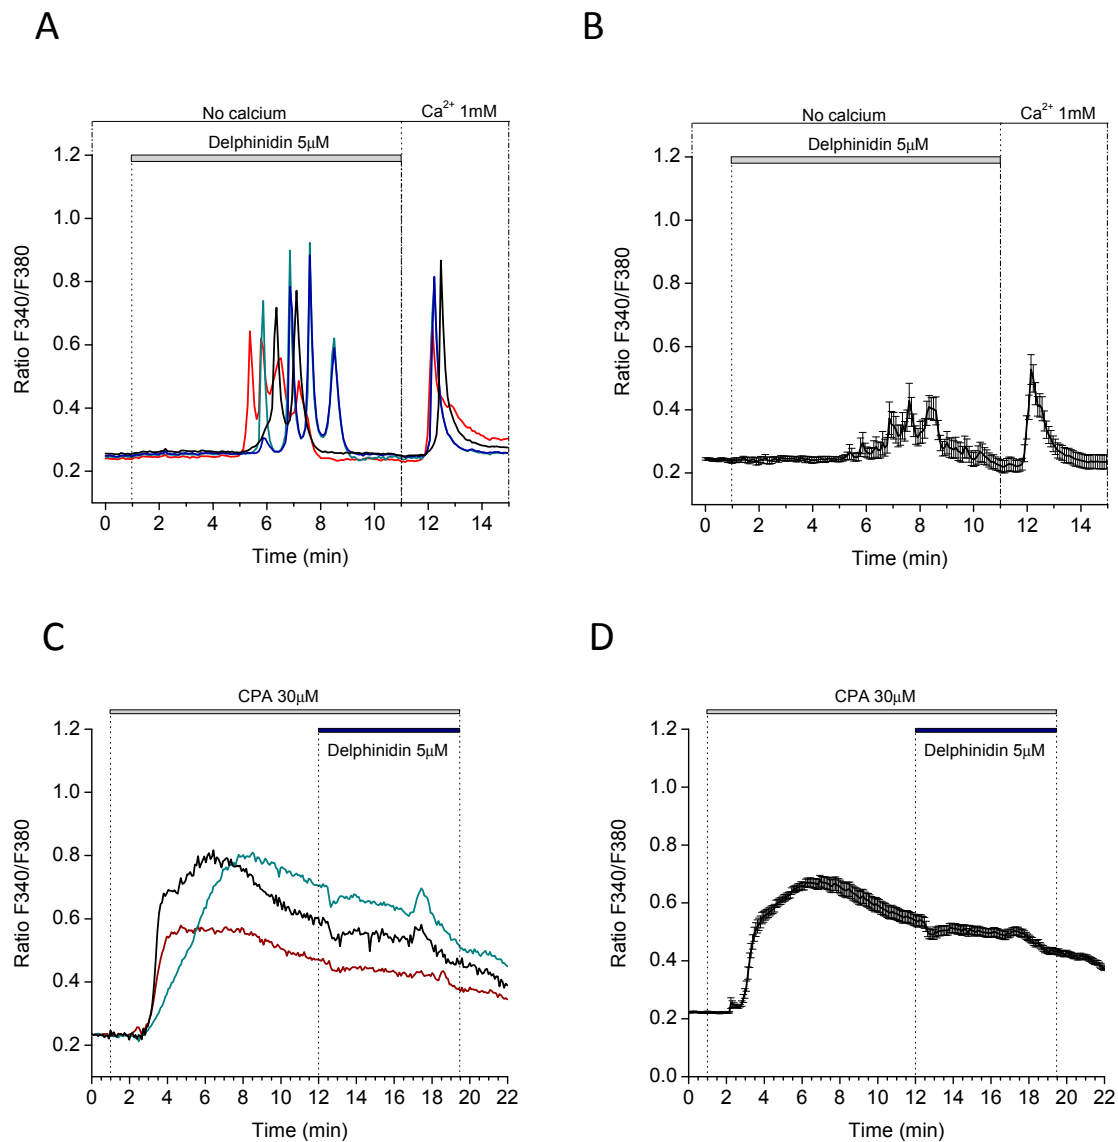 A
No calcium
Ca²⁺ 1mM
Delphinidin 5μM
1.2
1.0
0.8
0.6
0.4
0.2
Ratio F340/F380
0 2 4 6 8 10 12 14
Time (min)
B
No calcium
Ca²⁺ 1mM
Delphinidin 5μM
1.2
1.0
0.8
0.6
0.4
0.2
Ratio F340/F380
0 2 4 6 8 10 12 14
Time (min)
C
CPA 30μM
Delphinidin 5μM
1.2
1.0
0.8
0.6
0.4
0.2
Ratio F340/F380
0 2 4 6 8 10 12 14 16 18 20 22
Time (min)
D
CPA 30μM
Delphinidin 5μM
1.2
1.0
0.8
0.6
0.4
0.2
0.0
Ratio F340/F380
0 2 4 6 8 10 12 14 16 18 20 22
Time (min)